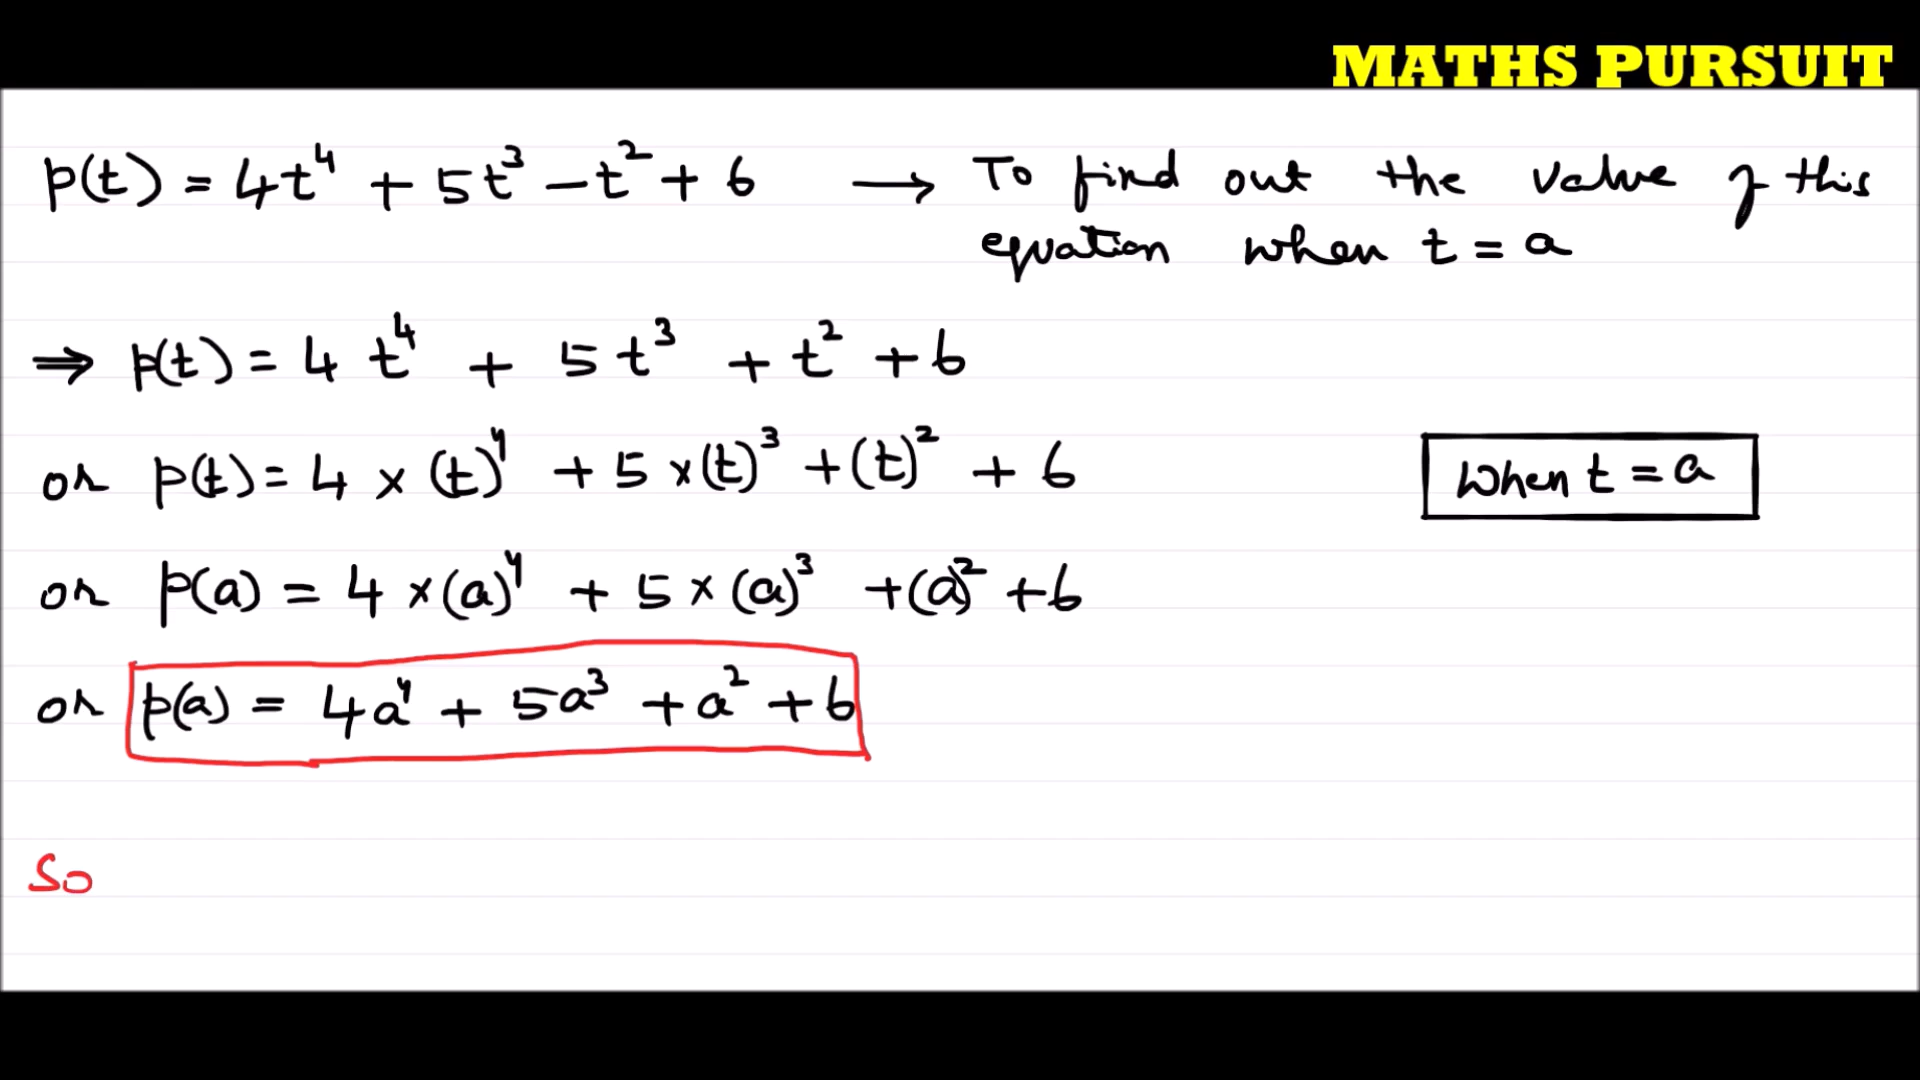 MATHS PURSUIT
p(t) = 4t⁴ + 5t³ - t² + 6 → To find out the value of this
equation when t = a
⇒ p(t) = 4 t⁴ + 5 t³ + t² + 6
or p(t) = 4 × (t)⁴ + 5 × (t)³ + (t)² + 6
When t = a
or p(a) = 4 × (a)⁴ + 5 × (a)³ + (a)² + 6
or p(a) = 4a⁴ + 5a³ + a² + 6
So